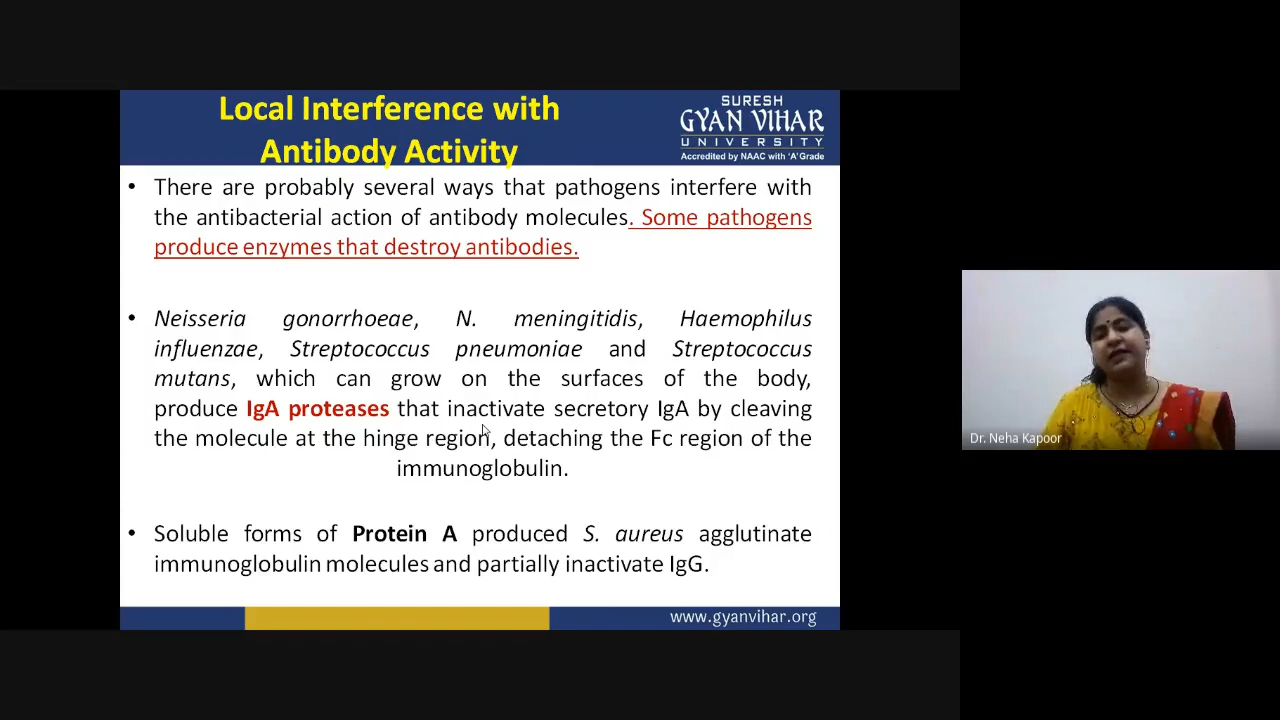 Local Interference with
Antibody Activity
SURESH
GYAN VIHAR
UNIVERSITY
Accredited by NAAC with 'A' Grade
• There are probably several ways that pathogens interfere with
the antibacterial action of antibody molecules. Some pathogens
produce enzymes that destroy antibodies.
• Neisseria gonorrhoeae, N. meningitidis, Haemophilus
influenzae, Streptococcus pneumoniae and Streptococcus
mutans, which can grow on the surfaces of the body,
produce IgA proteases that inactivate secretory IgA by cleaving
the molecule at the hinge region, detaching the Fc region of the
immunoglobulin.
• Soluble forms of Protein A produced S. aureus agglutinate
immunoglobulin molecules and partially inactivate IgG.
www.gyanvihar.org
Dr. Neha Kapoor